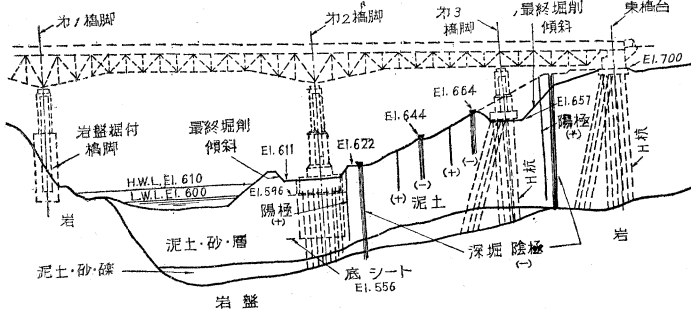 第1橋脚
第2橋脚
第3
橋脚
最終堀削
傾斜
東橋台
El.700
岩盤堀付
橋脚
最終堀削
傾斜
El.611
El.622
El.644
El.664
El.657
陽極
(+)
H杭
H杭
H.W.L. El.610
L.W.L. El.600
El.596
陽極
(+)
(+)
(-)
(+)
(-)
泥土
岩
泥土・砂・層
泥土・砂・礫
底シート
El.556
深堀 陰極
(-)
岩
岩盤